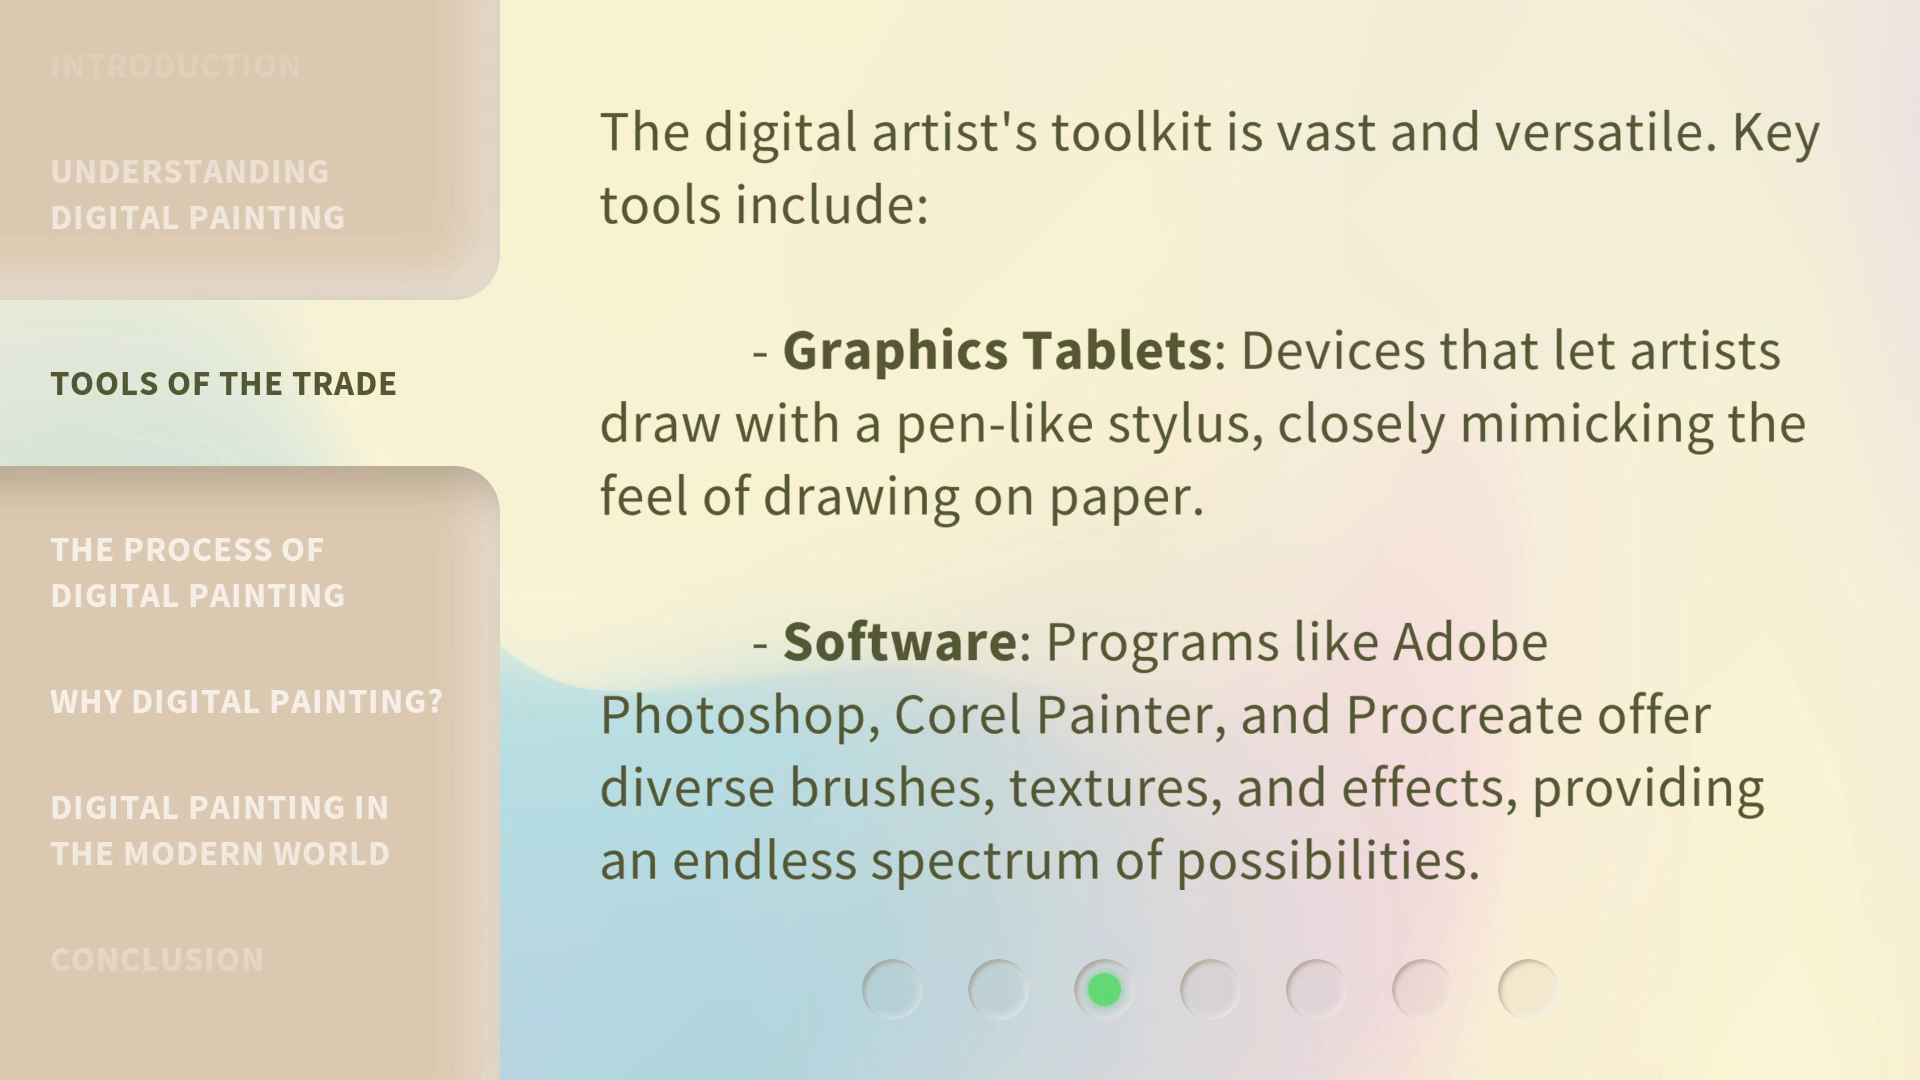 INTRODUCTION
UNDERSTANDING
DIGITAL PAINTING
TOOLS OF THE TRADE
THE PROCESS OF
DIGITAL PAINTING
WHY DIGITAL PAINTING?
DIGITAL PAINTING IN
THE MODERN WORLD
CONCLUSION
The digital artist's toolkit is vast and versatile. Key
tools include:
- Graphics Tablets: Devices that let artists
draw with a pen-like stylus, closely mimicking the
feel of drawing on paper.
- Software: Programs like Adobe
Photoshop, Corel Painter, and Procreate offer
diverse brushes, textures, and effects, providing
an endless spectrum of possibilities.